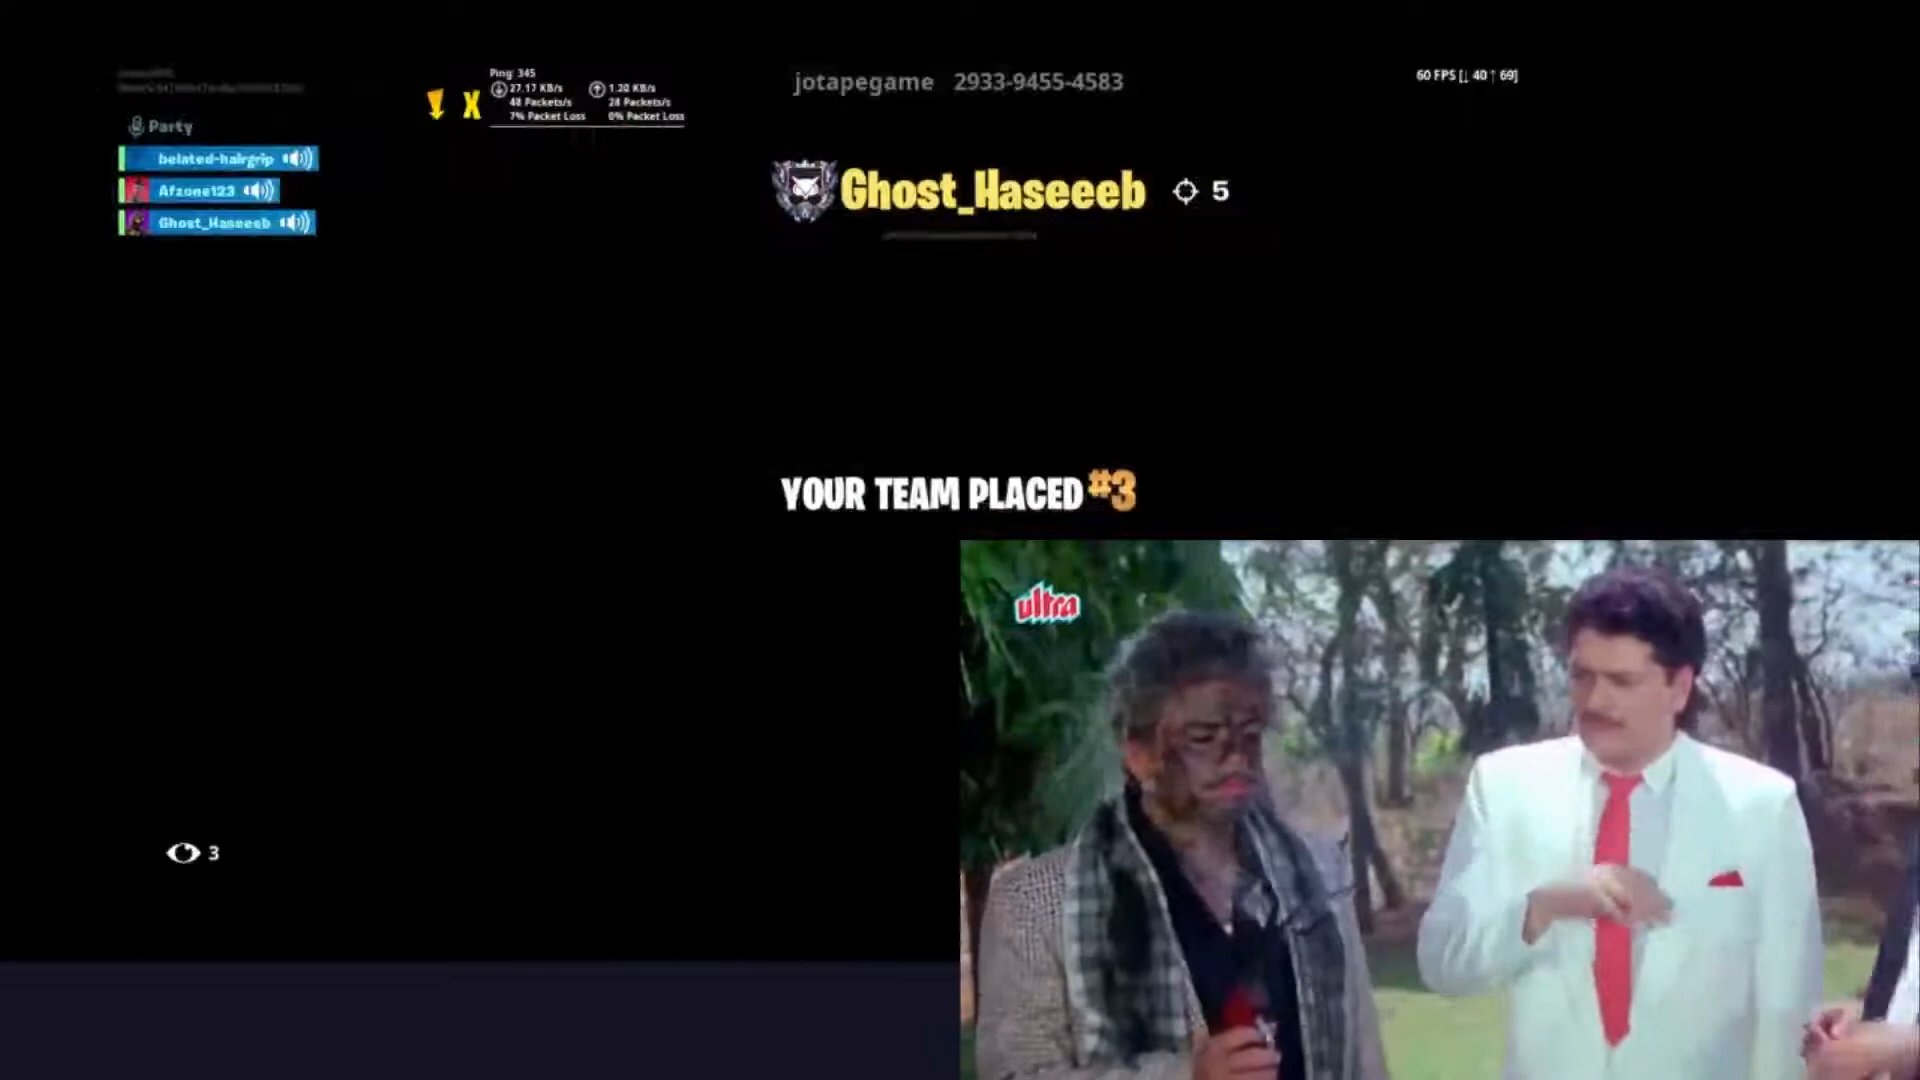 Ping: 345
27.17 KB/s
1.20 KB/s
48 Packets/s
28 Packets/s
7% Packet Loss
0% Packet Loss
jotapegame 2933-9455-4583
60 FPS [↓ 40 ↑ 69]
Party
belated-hairgrip
Afzone123
Ghost_Haseeeb
Ghost_Haseeeb 5
YOUR TEAM PLACED #3
ultra
3